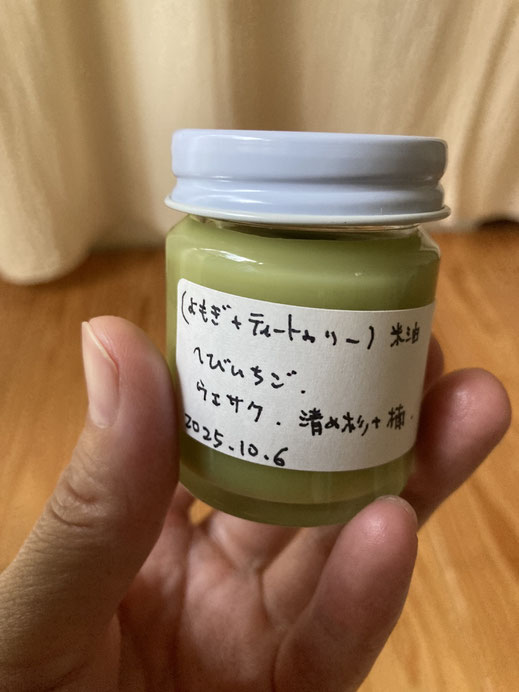 (よもぎ+ティートゥリー) 米油
へびいちご.
ウエサク. 清め杉+楠.
2025.10.6